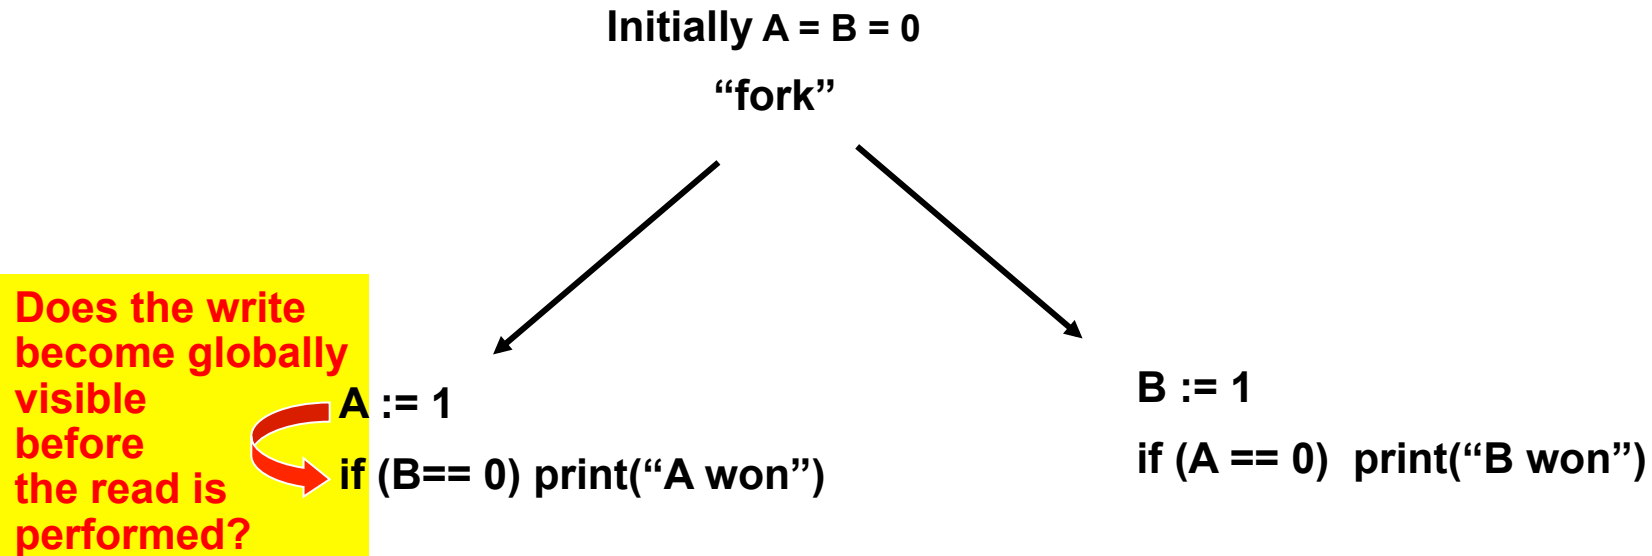 Initially A = B = 0
“fork”
Does the write
become globally
visible
before
the read is
performed?
A := 1
if (B== 0) print(“A won”)
B := 1
if (A == 0) print(“B won”)